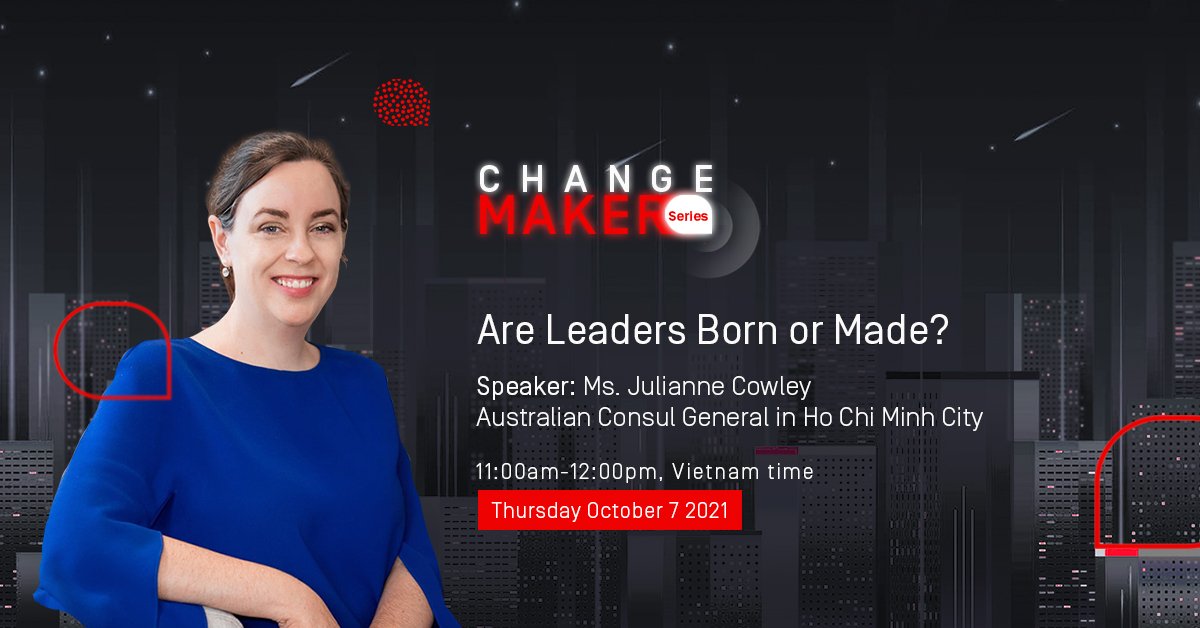 CHANGE
MAKER
Series
Are Leaders Born or Made?
Speaker: Ms. Julianne Cowley
Australian Consul General in Ho Chi Minh City
11:00am-12:00pm, Vietnam time
Thursday October 7 2021